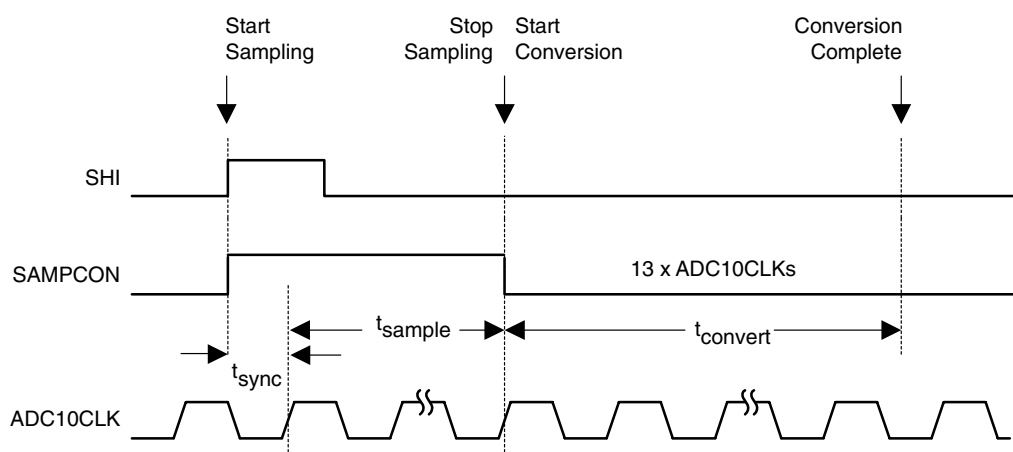 Start
Sampling
Stop
Sampling
Start
Conversion
Conversion
Complete
SHI
SAMPCON
13 x ADC10CLKs
tsample
tconvert
tsync
ADC10CLK